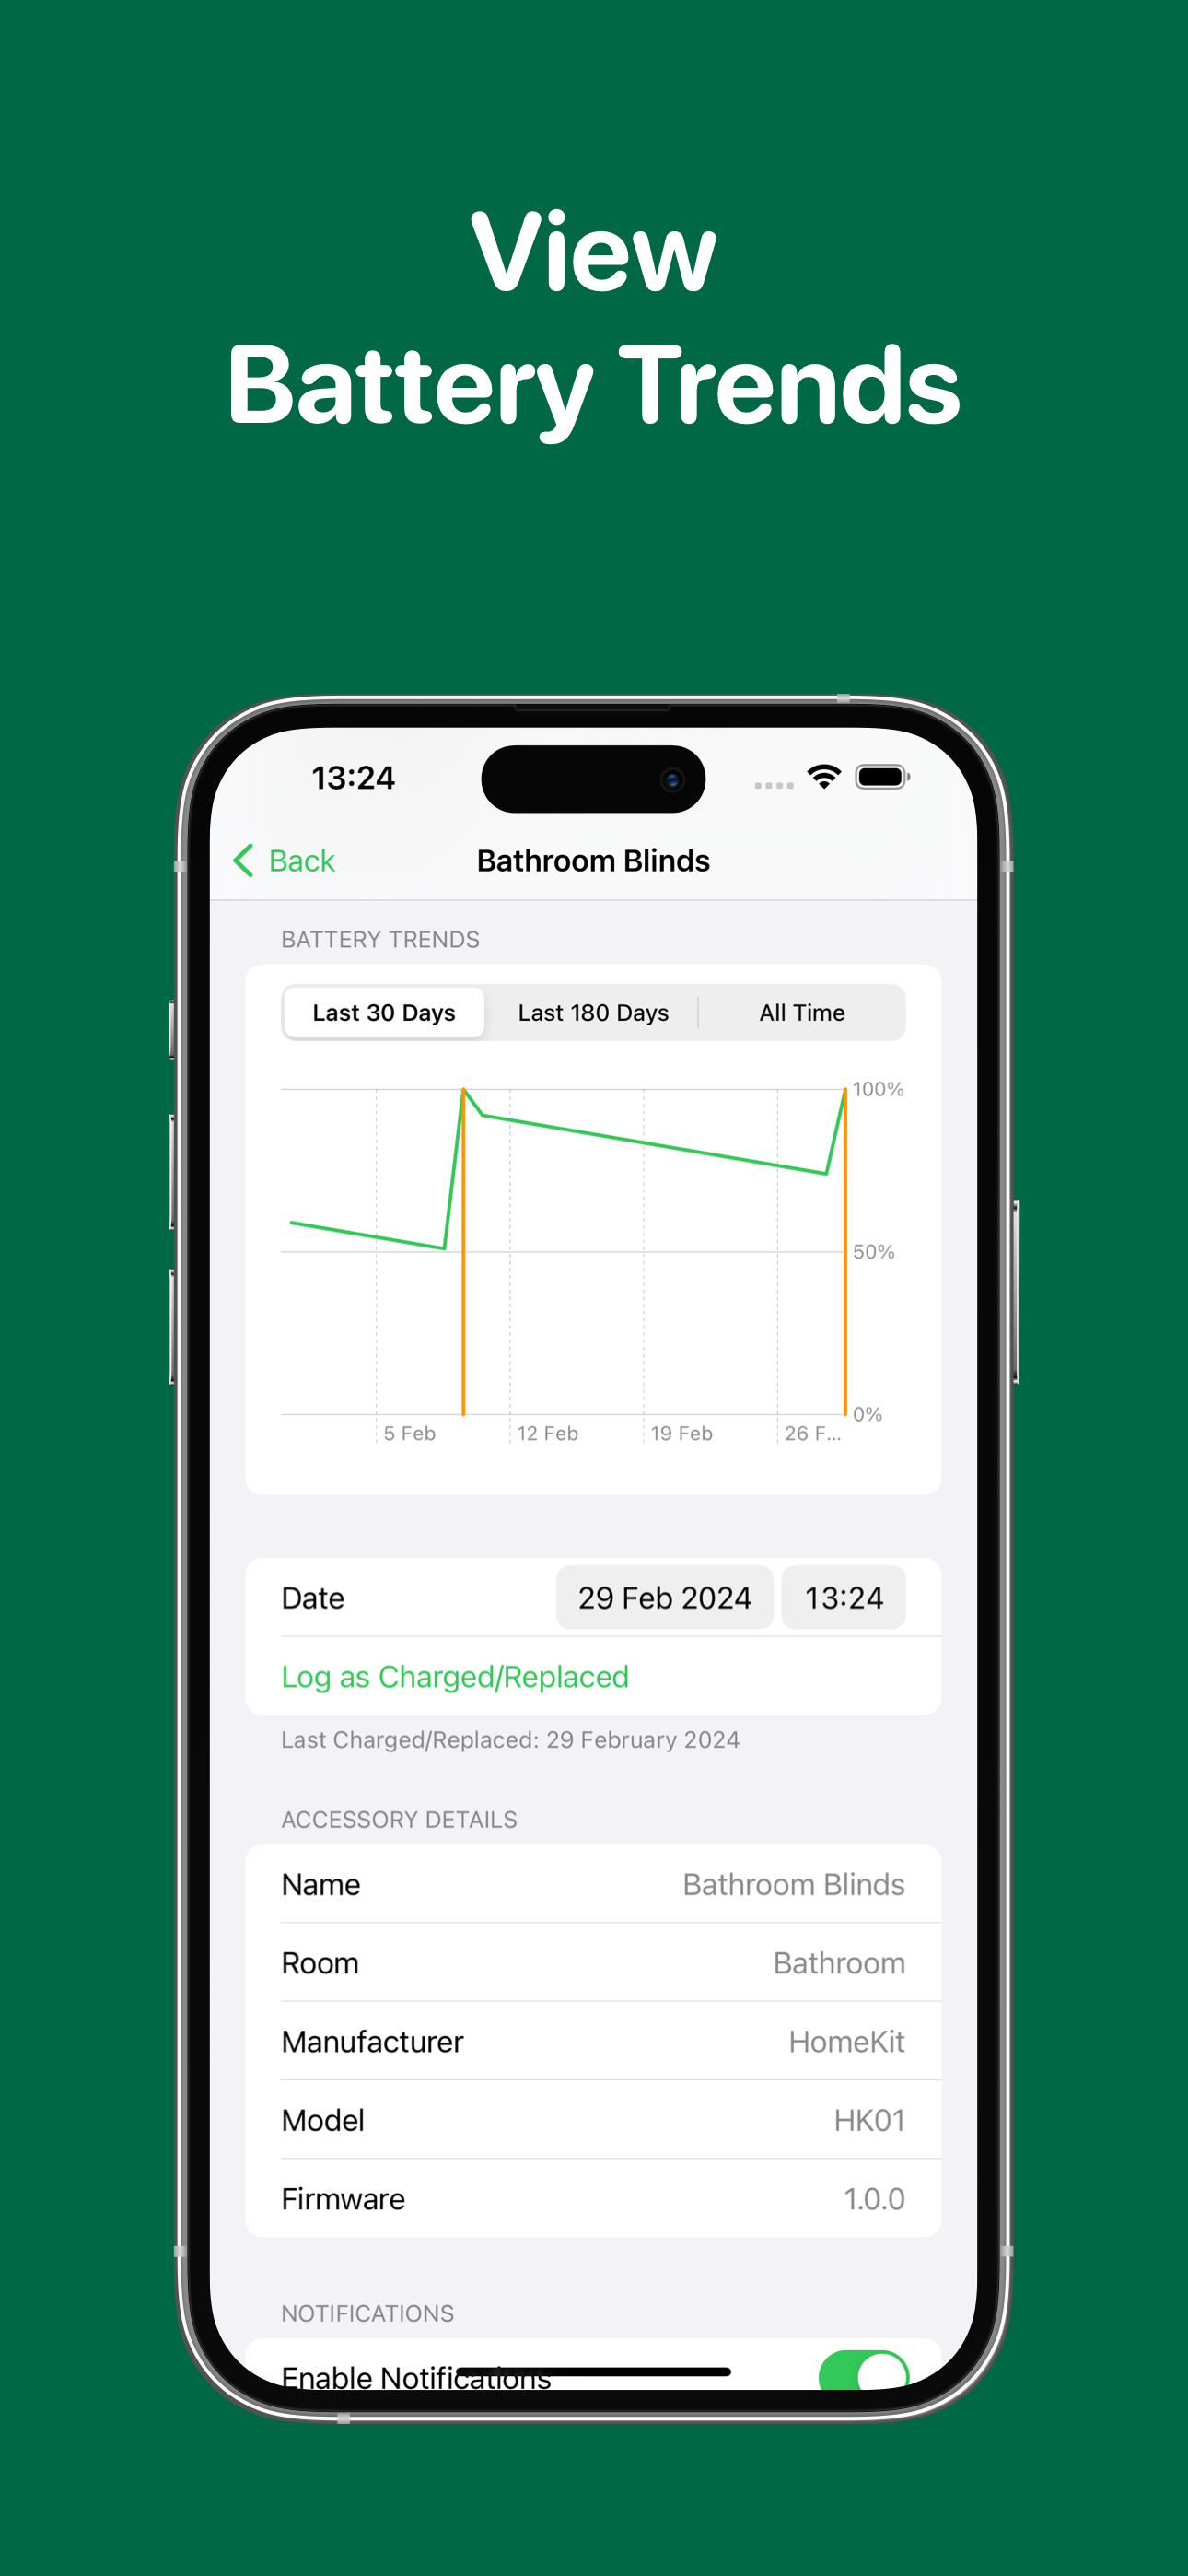 View
Battery Trends
13:24
Back
Bathroom Blinds
BATTERY TRENDS
Last 30 Days
Last 180 Days
All Time
100%
50%
0%
5 Feb
12 Feb
19 Feb
26 F...
Date
29 Feb 2024
13:24
Log as Charged/Replaced
Last Charged/Replaced: 29 February 2024
ACCESSORY DETAILS
Name
Bathroom Blinds
Room
Bathroom
Manufacturer
HomeKit
Model
HK01
Firmware
1.0.0
NOTIFICATIONS
Enable Notifications